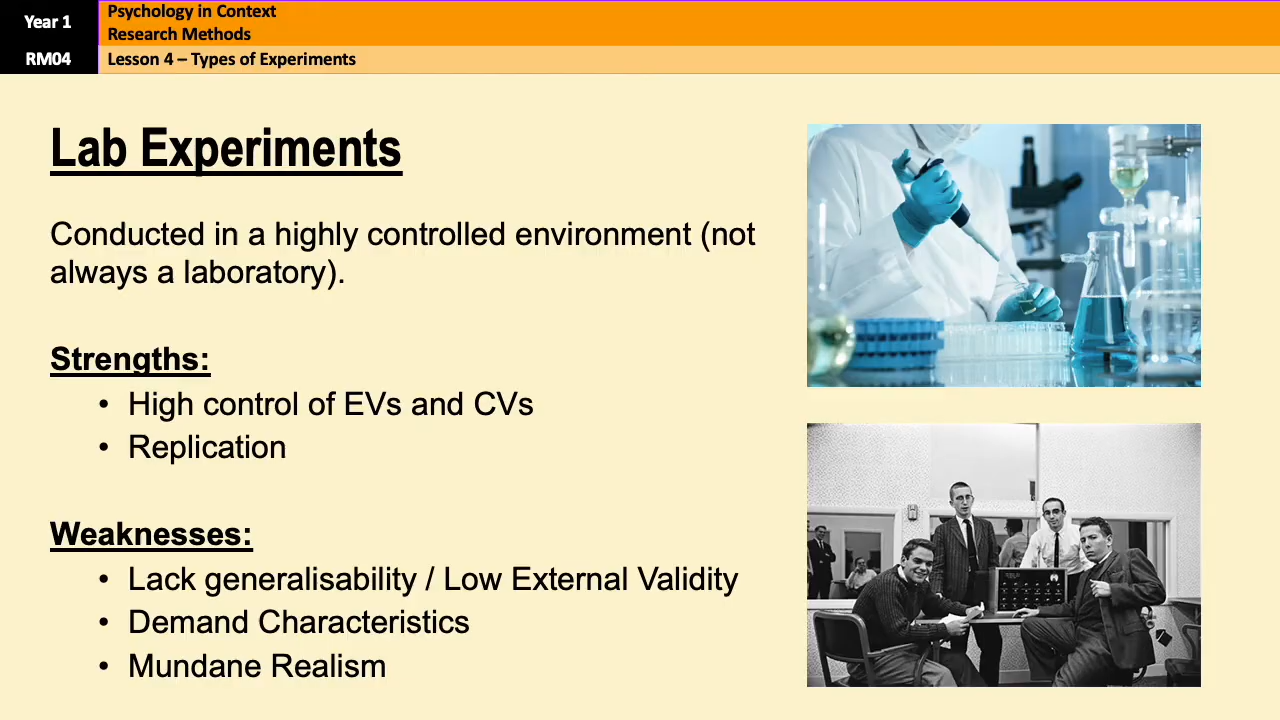 Year 1
Psychology in Context
Research Methods
RM04
Lesson 4 – Types of Experiments
Lab Experiments
Conducted in a highly controlled environment (not
always a laboratory).
Strengths:
• High control of EVs and CVs
• Replication
Weaknesses:
• Lack generalisability / Low External Validity
• Demand Characteristics
• Mundane Realism